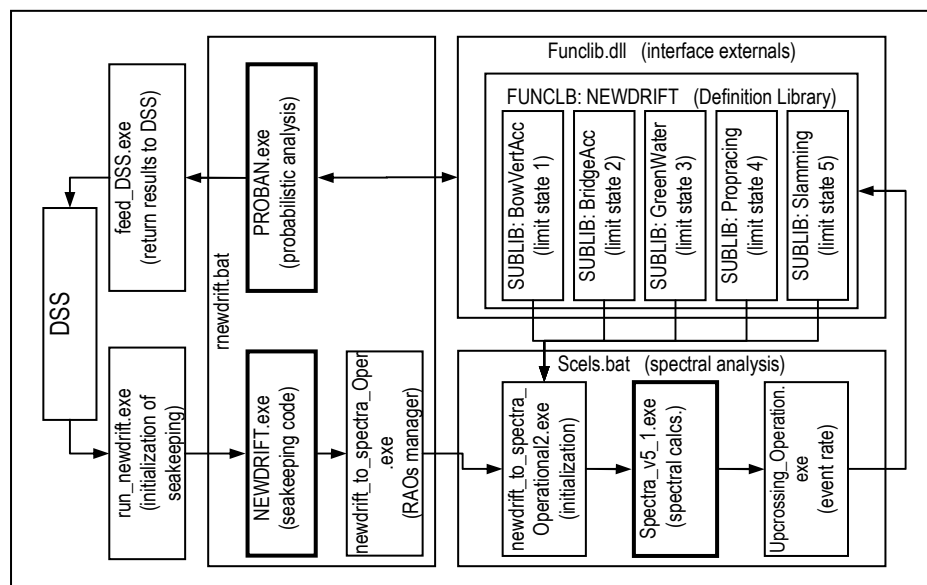 Funclib.dll (interface externals)
FUNCLB: NEWDRIFT (Definition Library)
feed_DSS.exe
(return results to DSS)
PROBAN.exe
(probabilistic analysis)
SUBLIB: BowVertAcc
(limit state 1)
SUBLIB: BridgeAcc
(limit state 2)
SUBLIB: GreenWater
(limit state 3)
SUBLIB: Propracing
(limit state 4)
SUBLIB: Slamming
(limit state 5)
DSS
rnewdrift.bat
Scels.bat (spectral analysis)
run_newdrift.exe
(initialization of
seakeeping)
NEWDRIFT.exe
(seakeeping code)
newdrift_to_spectra_Oper
.exe
(RAOs manager)
newdrift_to_spectra_
Operational2.exe
(initialization)
Spectra_v5_1.exe
(spectral calcs.)
Upcrossing_Operation.
exe
(event rate)